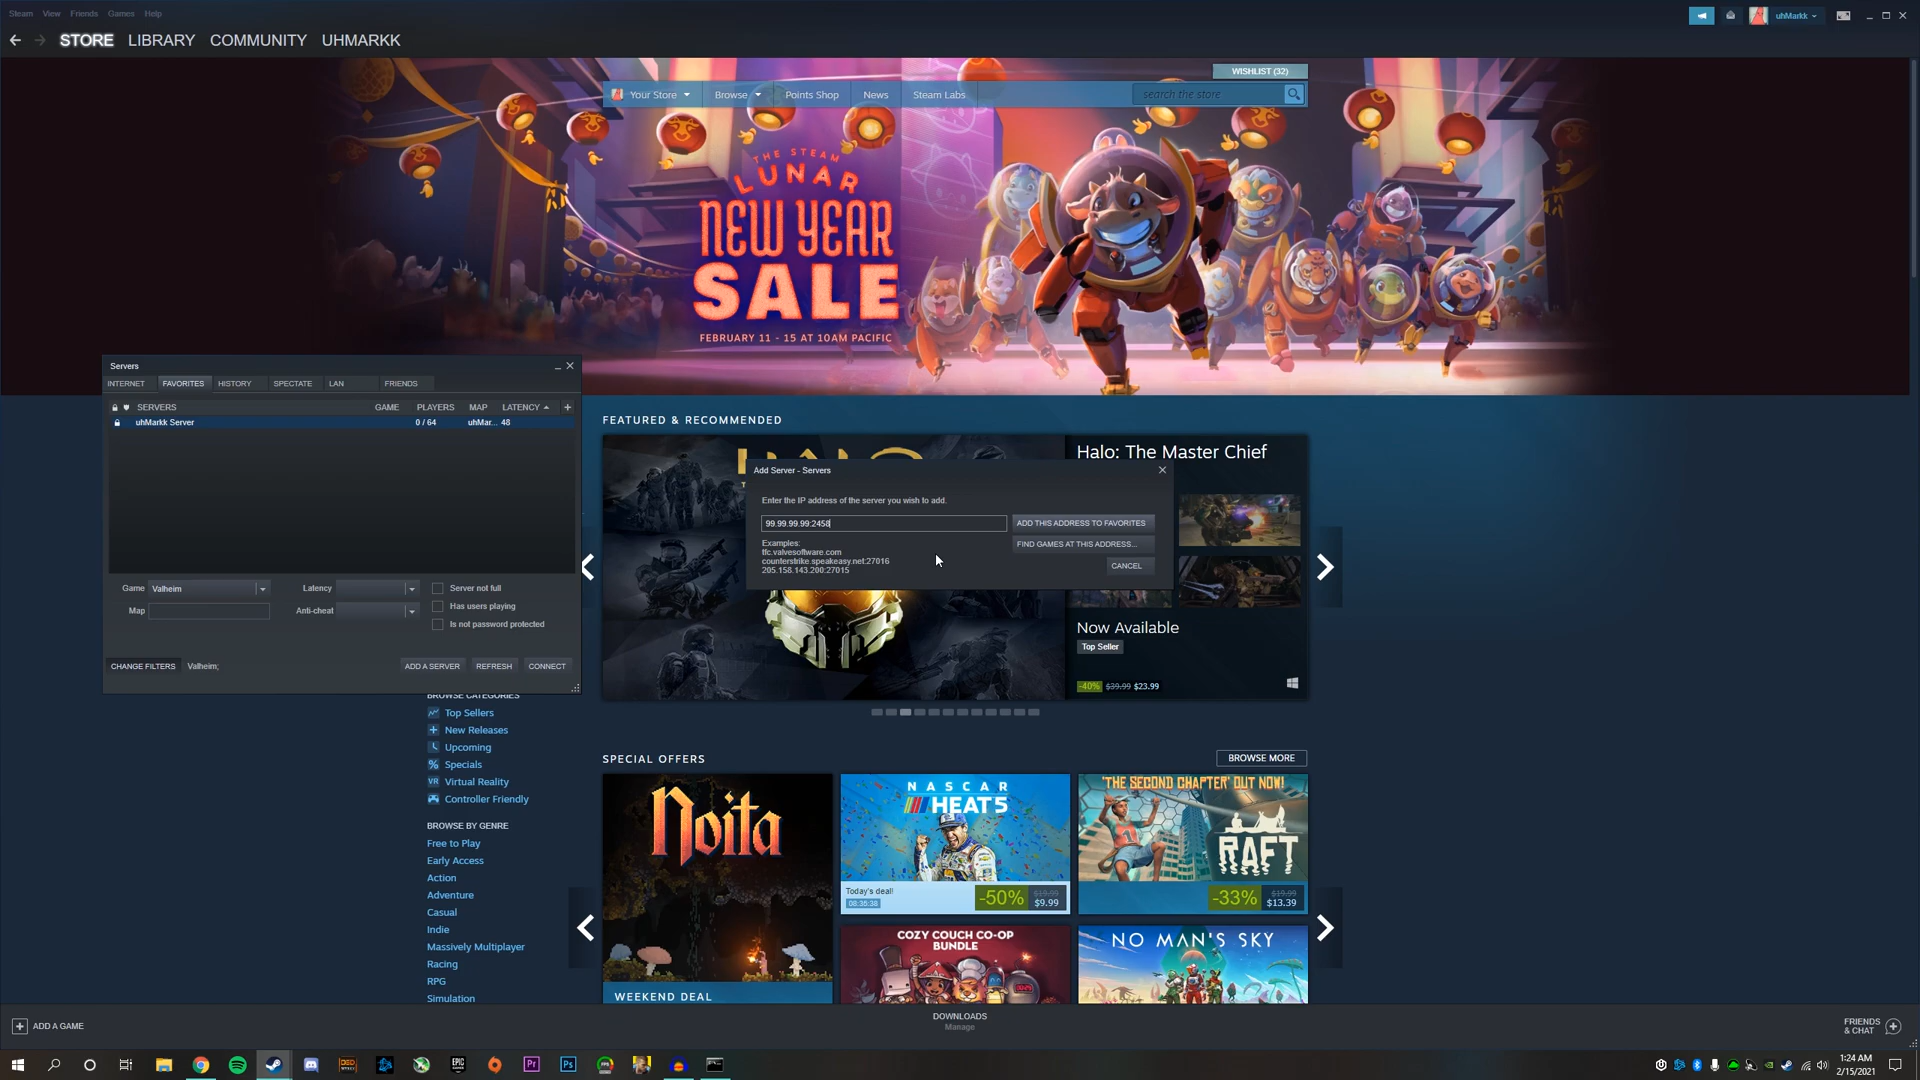 Steam View Friends Games Help
uhMarkk
STORE LIBRARY COMMUNITY UHMARKK
WISHLIST (32)
Your Store Browse Points Shop News Steam Labs
search the store
THE STEAM
LUNAR
NEW YEAR
SALE
FEBRUARY 11 - 15 AT 10AM PACIFIC
Servers
INTERNET FAVORITES HISTORY SPECTATE LAN FRIENDS
SERVERS GAME PLAYERS MAP LATENCY
uhMarkk Server 0 / 64 uhMar... 48
Game Valheim Latency Server not full
Has users playing
Map Anti-cheat
Is not password protected
CHANGE FILTERS Valheim; ADD A SERVER REFRESH CONNECT
FEATURED & RECOMMENDED
Halo: The Master Chief
Add Server - Servers
Enter the IP address of the server you wish to add.
99.99.99.99:2458
ADD THIS ADDRESS TO FAVORITES
Examples:
tfc.valvesoftware.com
counterstrike.speakeasy.net:27016
205.158.143.200:27015
FIND GAMES AT THIS ADDRESS...
CANCEL
Now Available
Top Seller
-40% $39.99 $23.99
BROWSE CATEGORIES
Top Sellers
New Releases
Upcoming
Specials
Virtual Reality
Controller Friendly
BROWSE BY GENRE
Free to Play
Early Access
Action
Adventure
Casual
Indie
Massively Multiplayer
Racing
RPG
Simulation
SPECIAL OFFERS
BROWSE MORE
Noita
WEEKEND DEAL
NASCAR
HEAT 5
Today's deal!
08:35:38
-50% $19.99 $9.99
'THE SECOND CHAPTER' OUT NOW!
RAFT
-33% $19.99 $13.39
COZY COUCH CO-OP
BUNDLE
NO MAN'S SKY
ADD A GAME
DOWNLOADS
Manage
FRIENDS
& CHAT
1:24 AM
2/15/2021